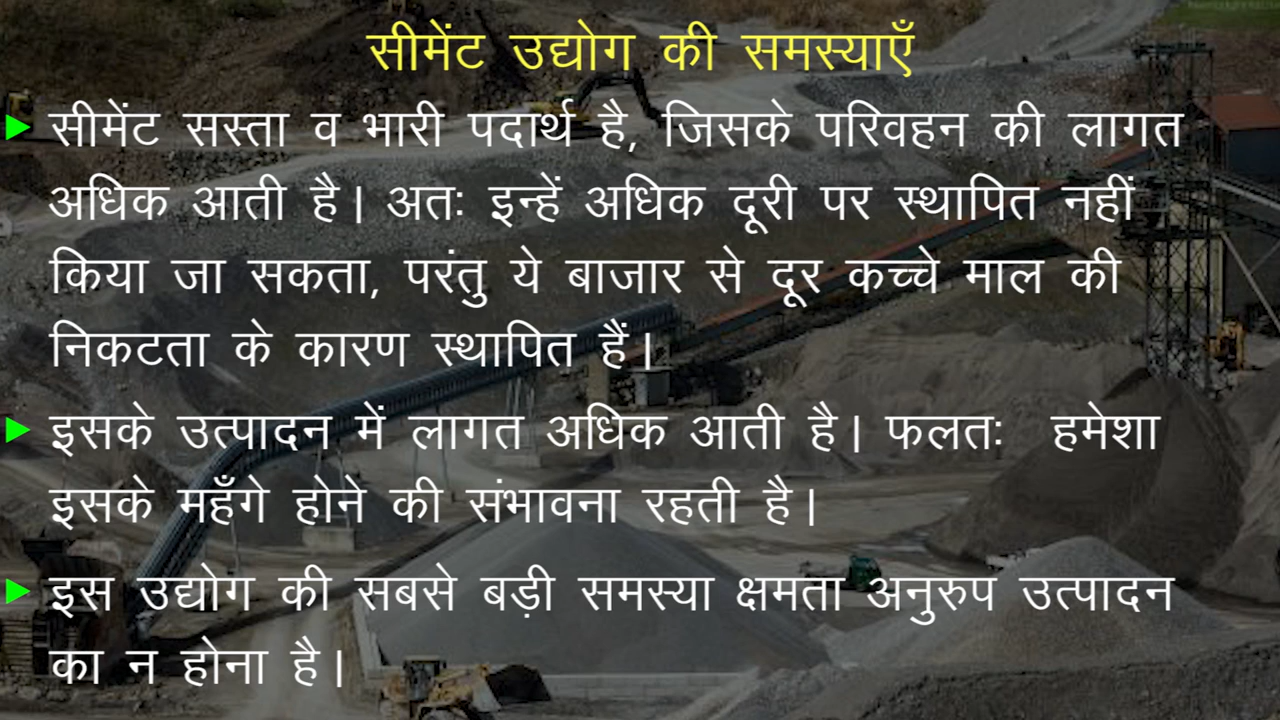 सीमेंट उद्योग की समस्याएँ
सीमेंट सस्ता व भारी पदार्थ है, जिसके परिवहन की लागत
अधिक आती है। अतः इन्हें अधिक दूरी पर स्थापित नहीं
किया जा सकता, परंतु ये बाजार से दूर कच्चे माल की
निकटता के कारण स्थापित हैं।
इसके उत्पादन में लागत अधिक आती है। फलतः हमेशा
इसके महँगे होने की संभावना रहती है।
इस उद्योग की सबसे बड़ी समस्या क्षमता अनुरुप उत्पादन
का न होना है।